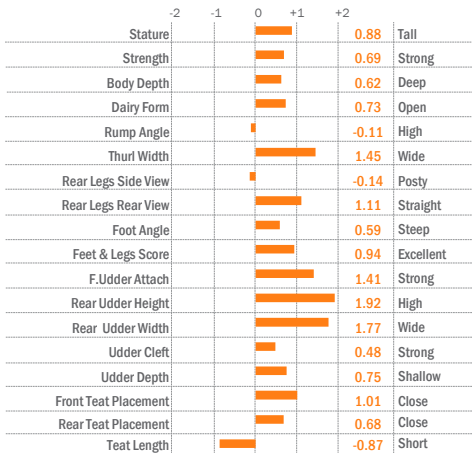 -2 -1 0 +1 +2
Stature 0.88 Tall
Strength 0.69 Strong
Body Depth 0.62 Deep
Dairy Form 0.73 Open
Rump Angle -0.11 High
Thurl Width 1.45 Wide
Rear Legs Side View -0.14 Posty
Rear Legs Rear View 1.11 Straight
Foot Angle 0.59 Steep
Feet & Legs Score 0.94 Excellent
F.Udder Attach 1.41 Strong
Rear Udder Height 1.92 High
Rear Udder Width 1.77 Wide
Udder Cleft 0.48 Strong
Udder Depth 0.75 Shallow
Front Teat Placement 1.01 Close
Rear Teat Placement 0.68 Close
Teat Length -0.87 Short